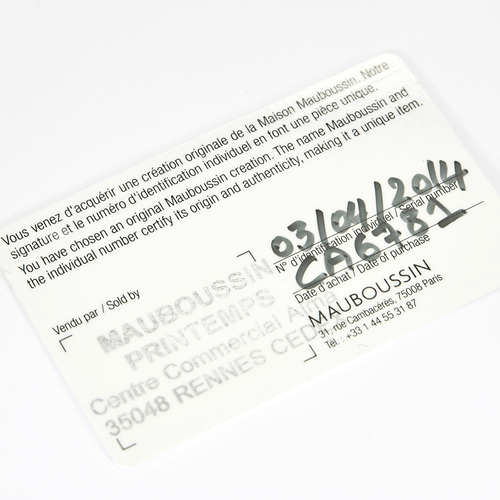 Vous venez d'acquérir une création originale de la Maison Mauboussin. Notre
signature et le numéro d'identification individuel en font une pièce unique.
You have chosen an original Mauboussin creation. The name Mauboussin and
the individual number certify its origin and authenticity, making it a unique item.
03/04/2014
N° d'identification individuel / Serial number
CA6781
Date d'achat / Date of purchase
Vendu par / Sold by
MAUBOUSSIN
PRINTEMPS
Centre Commercial Alma
35048 RENNES CEDEX
MAUBOUSSIN
31, rue Cambacérès, 75008 Paris
Tél. : +33 1 44 55 31 87